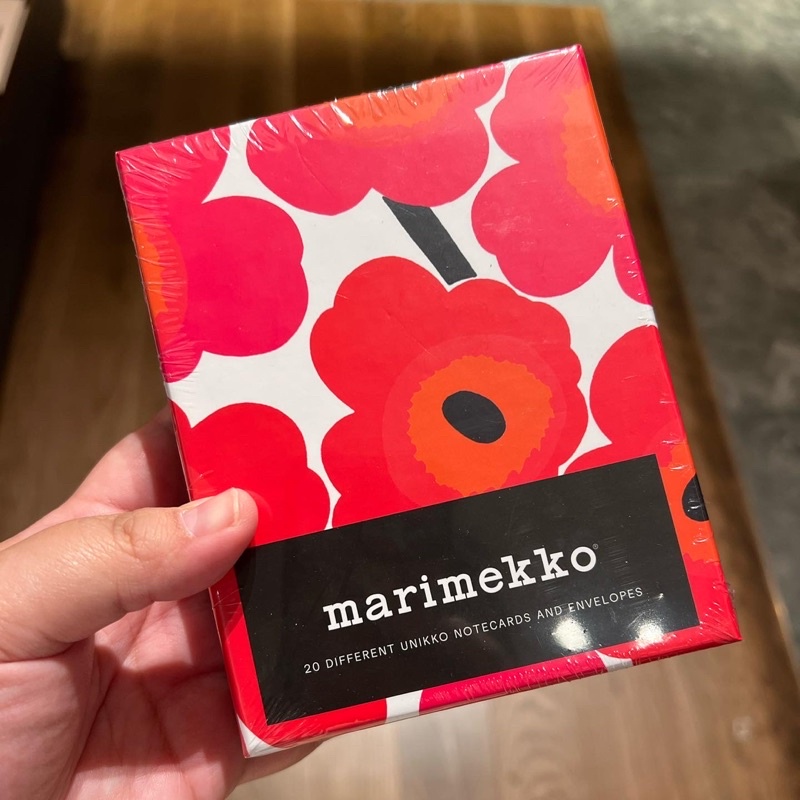 marimekko®
20 DIFFERENT UNIKKO NOTECARDS AND ENVELOPES